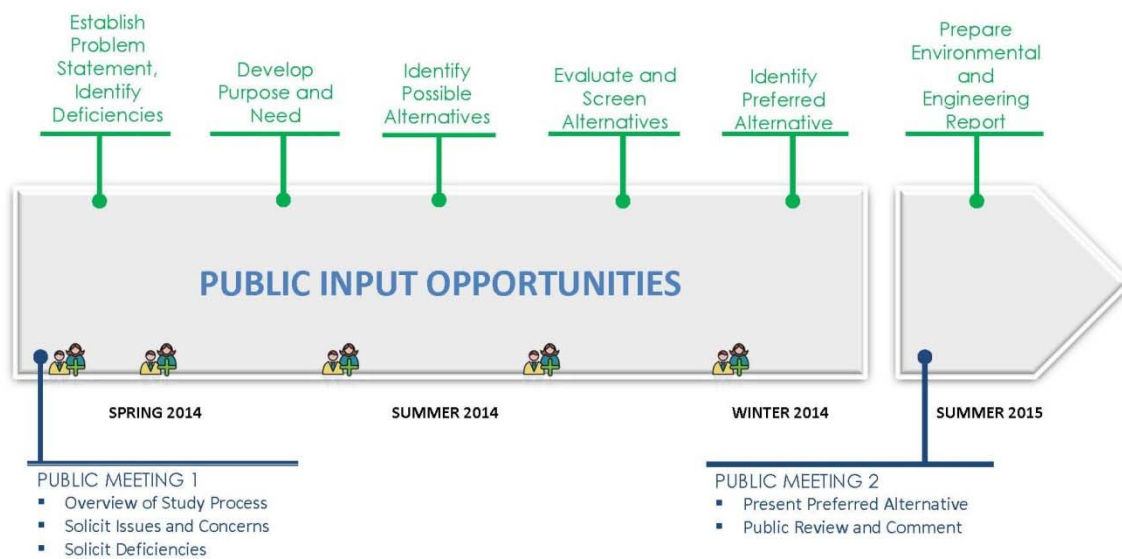 Establish
Problem
Statement,
Identify
Deficiencies
Develop
Purpose and
Need
Identify
Possible
Alternatives
Evaluate and
Screen
Alternatives
Identify
Preferred
Alternative
Prepare
Environmental
and
Engineering
Report
PUBLIC INPUT OPPORTUNITIES
SPRING 2014
SUMMER 2014
WINTER 2014
SUMMER 2015
PUBLIC MEETING 1
▪ Overview of Study Process
▪ Solicit Issues and Concerns
▪ Solicit Deficiencies
PUBLIC MEETING 2
▪ Present Preferred Alternative
▪ Public Review and Comment